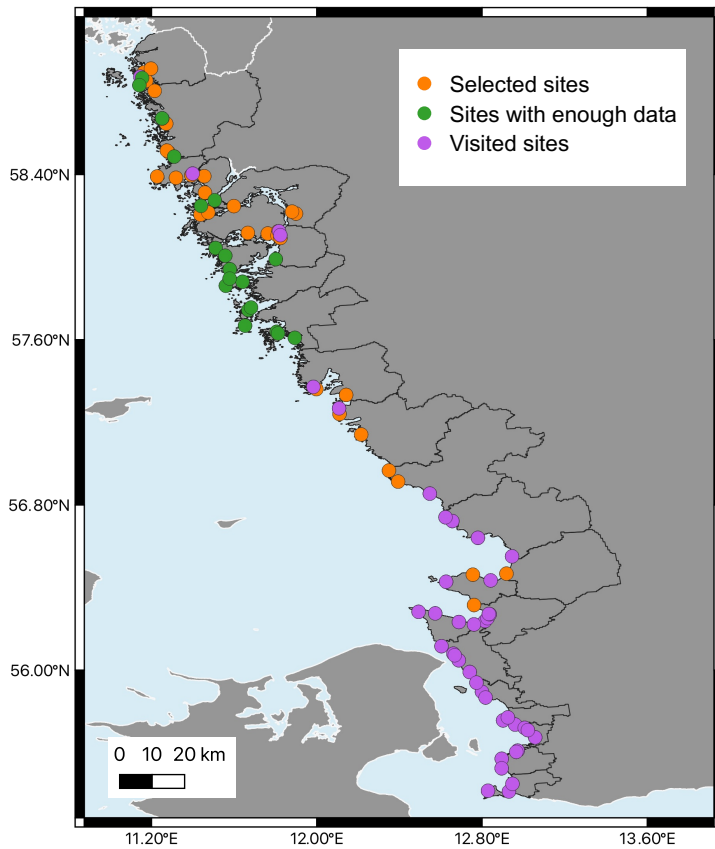 Selected sites
Sites with enough data
Visited sites
58.40°N
57.60°N
56.80°N
56.00°N
0 10 20 km
11.20°E 12.00°E 12.80°E 13.60°E